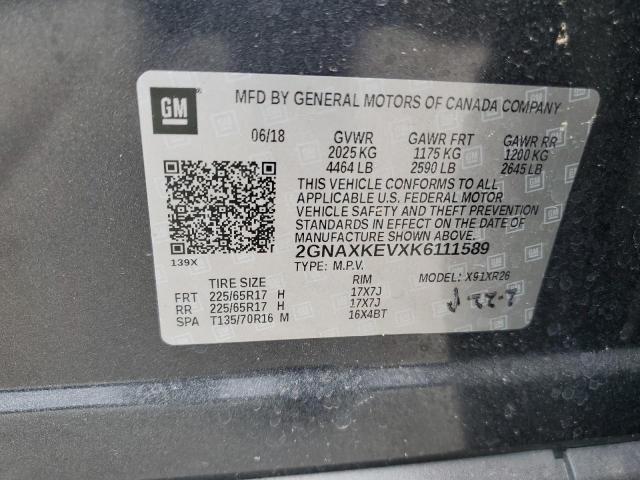 GM
MFD BY GENERAL MOTORS OF CANADA COMPANY
06/18 GVWR GAWR FRT GAWR RR
2025 KG 1175 KG 1200 KG
4464 LB 2590 LB 2645 LB
THIS VEHICLE CONFORMS TO ALL
APPLICABLE U.S. FEDERAL MOTOR
VEHICLE SAFETY AND THEFT PREVENTION
STANDARDS IN EFFECT ON THE DATE OF
MANUFACTURE SHOWN ABOVE.
139X 2GNAXKEVXK6111589
TYPE: M.P.V. MODEL: X91XR26
TIRE SIZE RIM
FRT 225/65R17 H 17X7J
RR 225/65R17 H 17X7J
SPA T135/70R16 M 16X4BT